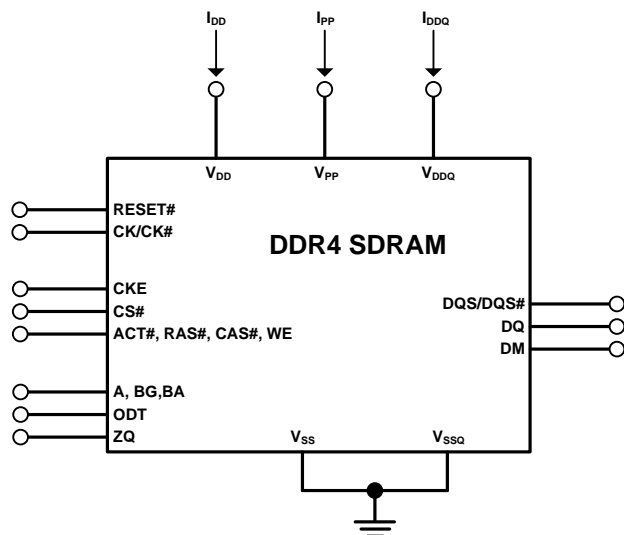 IDD IPP IDDQ
VDD VPP VDDQ
RESET#
CK/CK#
DDR4 SDRAM
CKE
CS#
ACT#, RAS#, CAS#, WE
DQS/DQS#
DQ
DM
A, BG,BA
ODT
ZQ
VSS VSSQ